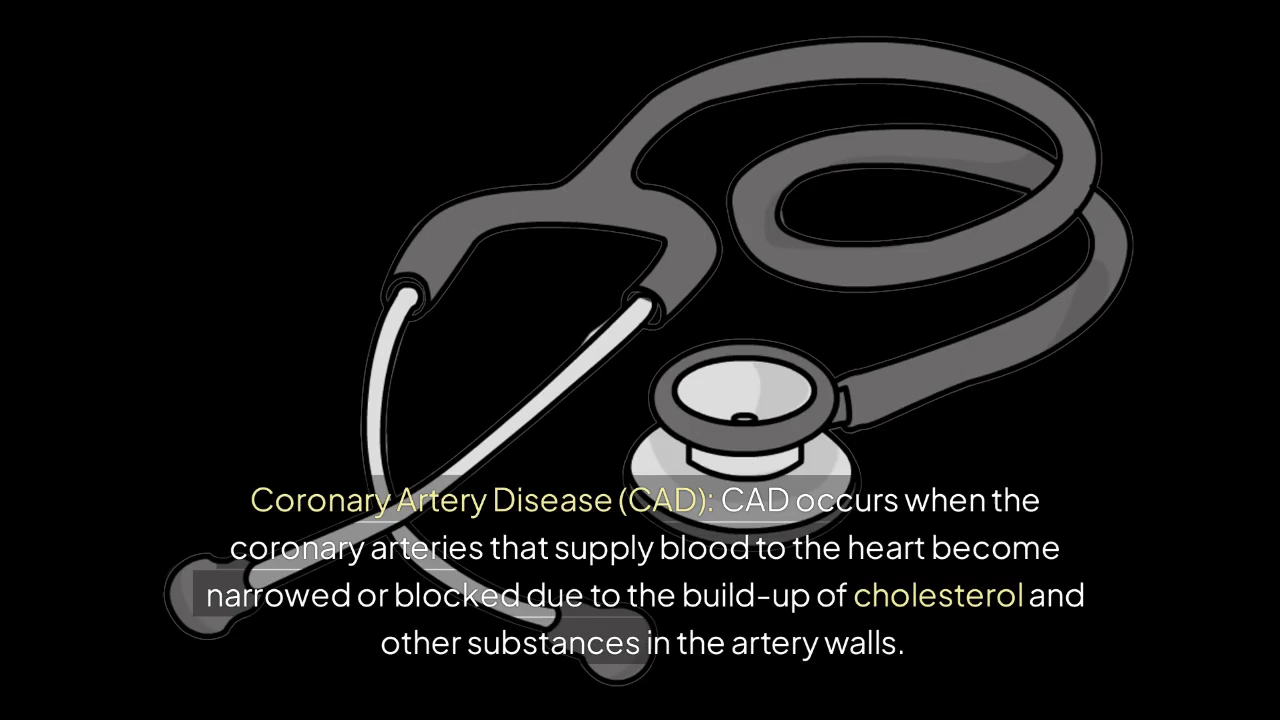 Coronary Artery Disease (CAD): CAD occurs when the
coronary arteries that supply blood to the heart become
narrowed or blocked due to the build-up of cholesterol and
other substances in the artery walls.